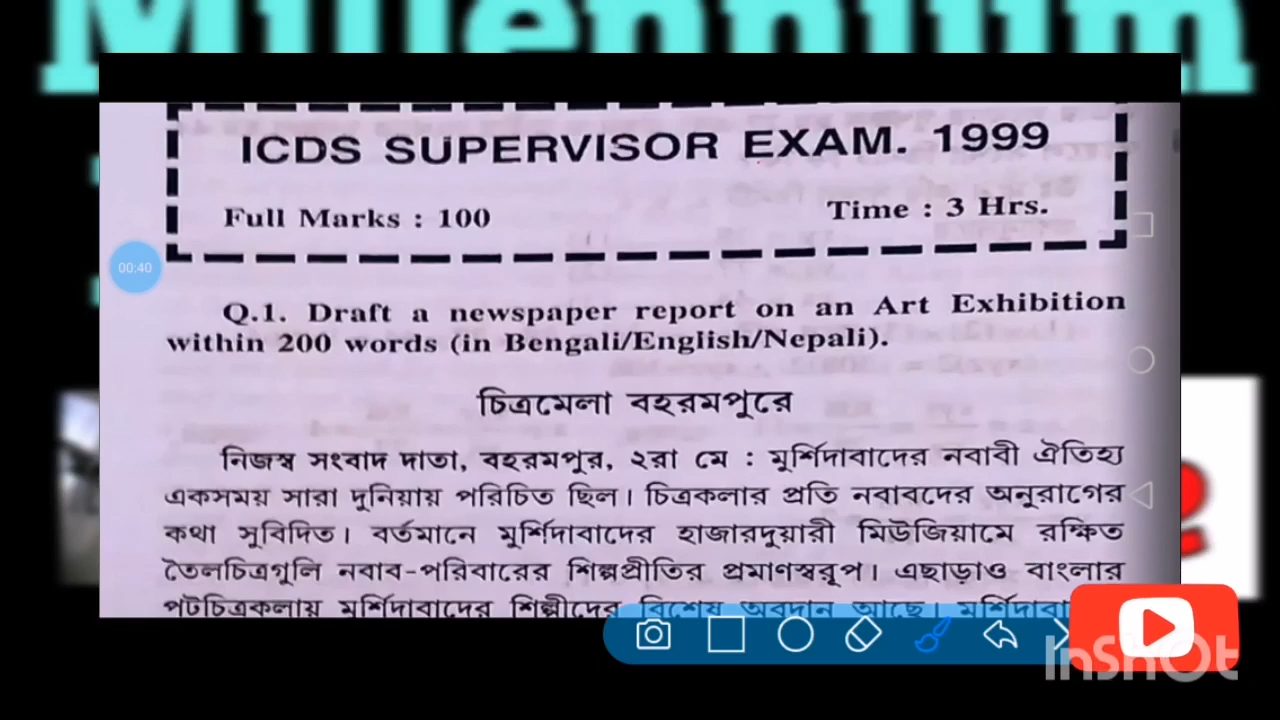 Millennium
ICDS SUPERVISOR EXAM. 1999
Full Marks : 100
Time : 3 Hrs.
00:40
Q.1. Draft a newspaper report on an Art Exhibition
within 200 words (in Bengali/English/Nepali).
চিত্রমেলা বহরমপুরে
নিজস্ব সংবাদ দাতা, বহরমপুর, ২রা মে : মুর্শিদাবাদের নবাবী ঐতিহ্য
একসময় সারা দুনিয়ায় পরিচিত ছিল। চিত্রকলার প্রতি নবাবদের অনুরাগের
কথা সুবিদিত। বর্তমানে মুর্শিদাবাদের হাজারদুয়ারী মিউজিয়ামে রক্ষিত
তৈলচিত্রগুলি নবাব-পরিবারের শিল্পপ্রীতির প্রমাণস্বরূপ। এছাড়াও বাংলার
পটচিত্রকলায় মুর্শিদাবাদের শিল্পীদের বিশেষ অবদান আছে।
InShOt